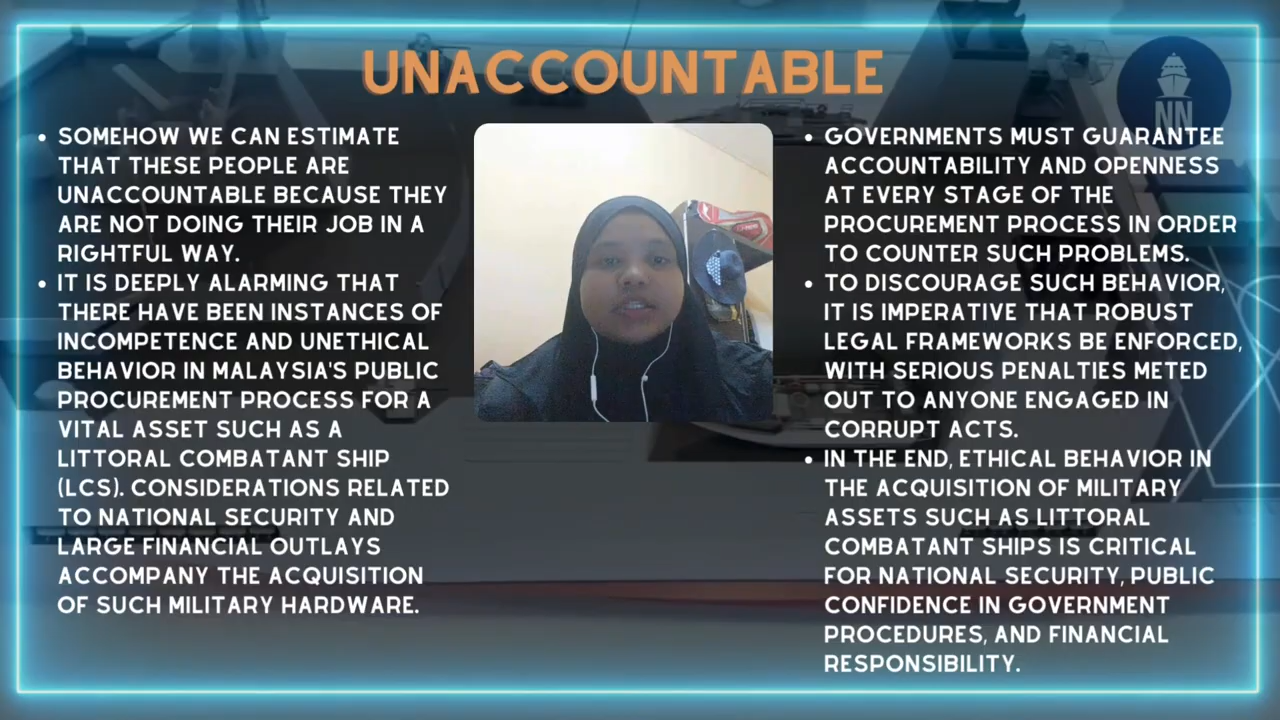 UNACCOUNTABLE
• SOMEHOW WE CAN ESTIMATE
THAT THESE PEOPLE ARE
UNACCOUNTABLE BECAUSE THEY
ARE NOT DOING THEIR JOB IN A
RIGHTFUL WAY.
• IT IS DEEPLY ALARMING THAT
THERE HAVE BEEN INSTANCES OF
INCOMPETENCE AND UNETHICAL
BEHAVIOR IN MALAYSIA'S PUBLIC
PROCUREMENT PROCESS FOR A
VITAL ASSET SUCH AS A
LITTORAL COMBATANT SHIP
(LCS). CONSIDERATIONS RELATED
TO NATIONAL SECURITY AND
LARGE FINANCIAL OUTLAYS
ACCOMPANY THE ACQUISITION
OF SUCH MILITARY HARDWARE.
NN
• GOVERNMENTS MUST GUARANTEE
ACCOUNTABILITY AND OPENNESS
AT EVERY STAGE OF THE
PROCUREMENT PROCESS IN ORDER
TO COUNTER SUCH PROBLEMS.
• TO DISCOURAGE SUCH BEHAVIOR,
IT IS IMPERATIVE THAT ROBUST
LEGAL FRAMEWORKS BE ENFORCED,
WITH SERIOUS PENALTIES METED
OUT TO ANYONE ENGAGED IN
CORRUPT ACTS.
• IN THE END, ETHICAL BEHAVIOR IN
THE ACQUISITION OF MILITARY
ASSETS SUCH AS LITTORAL
COMBATANT SHIPS IS CRITICAL
FOR NATIONAL SECURITY, PUBLIC
CONFIDENCE IN GOVERNMENT
PROCEDURES, AND FINANCIAL
RESPONSIBILITY.